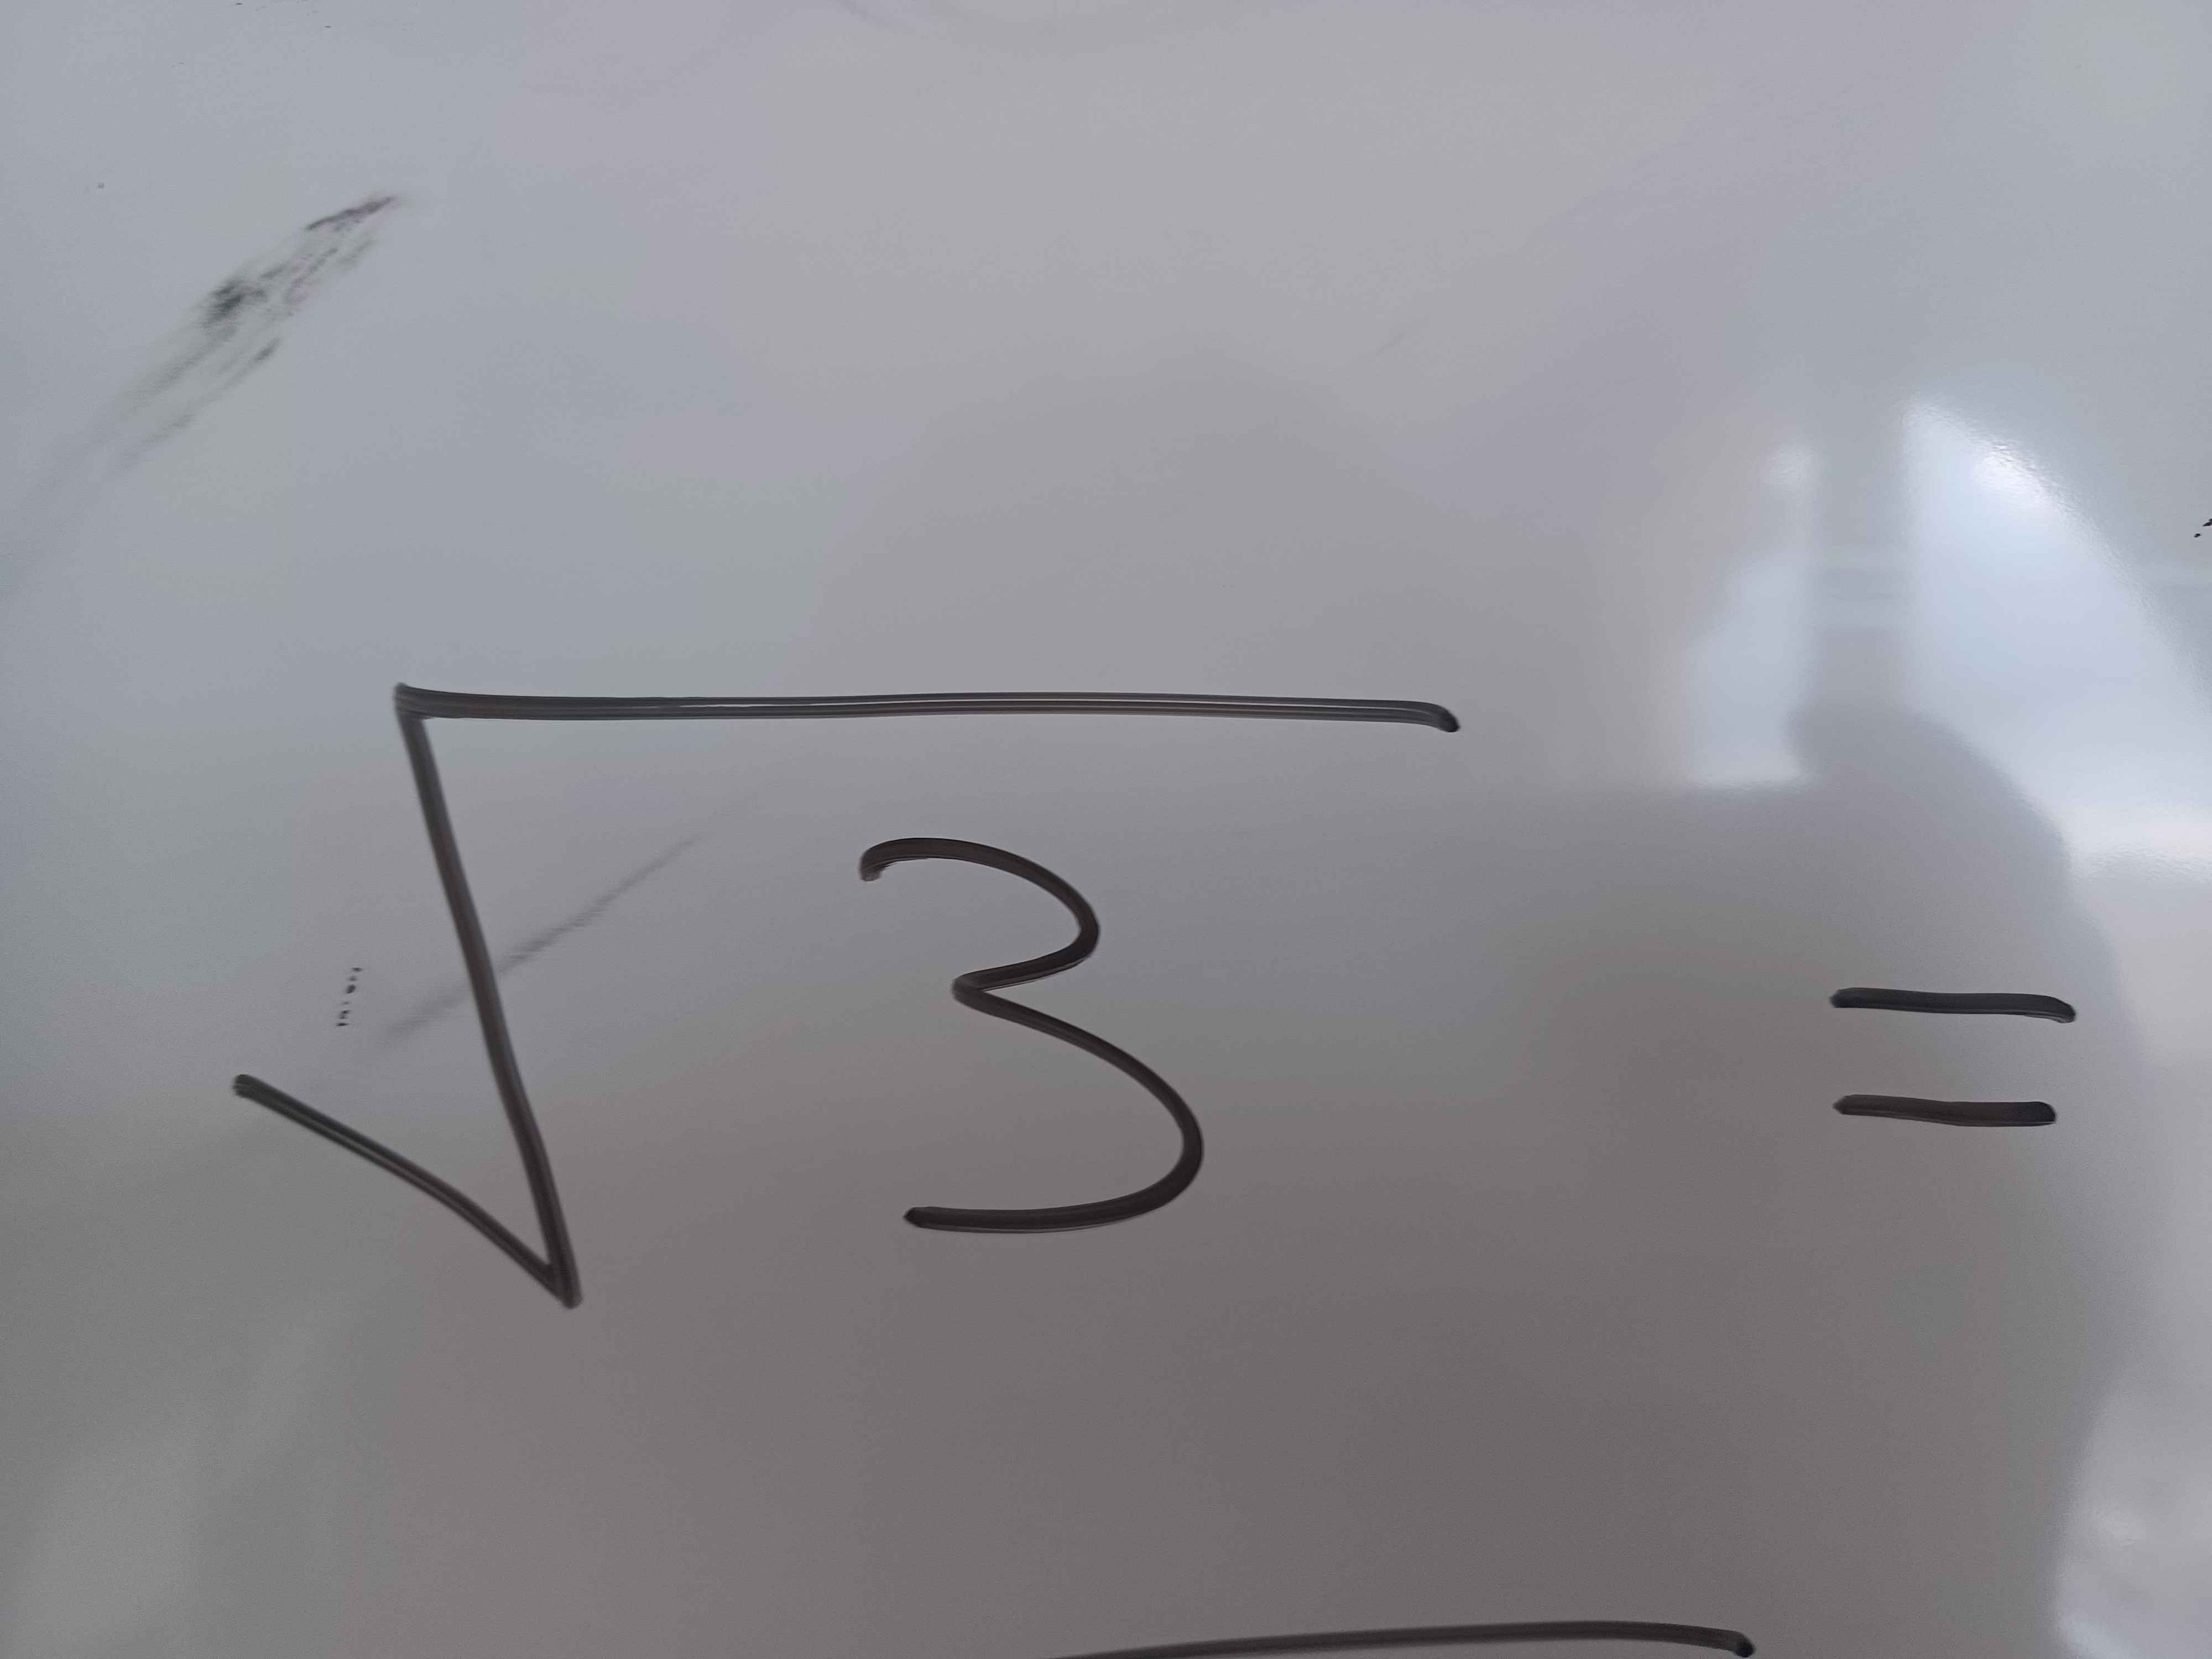 √3 =